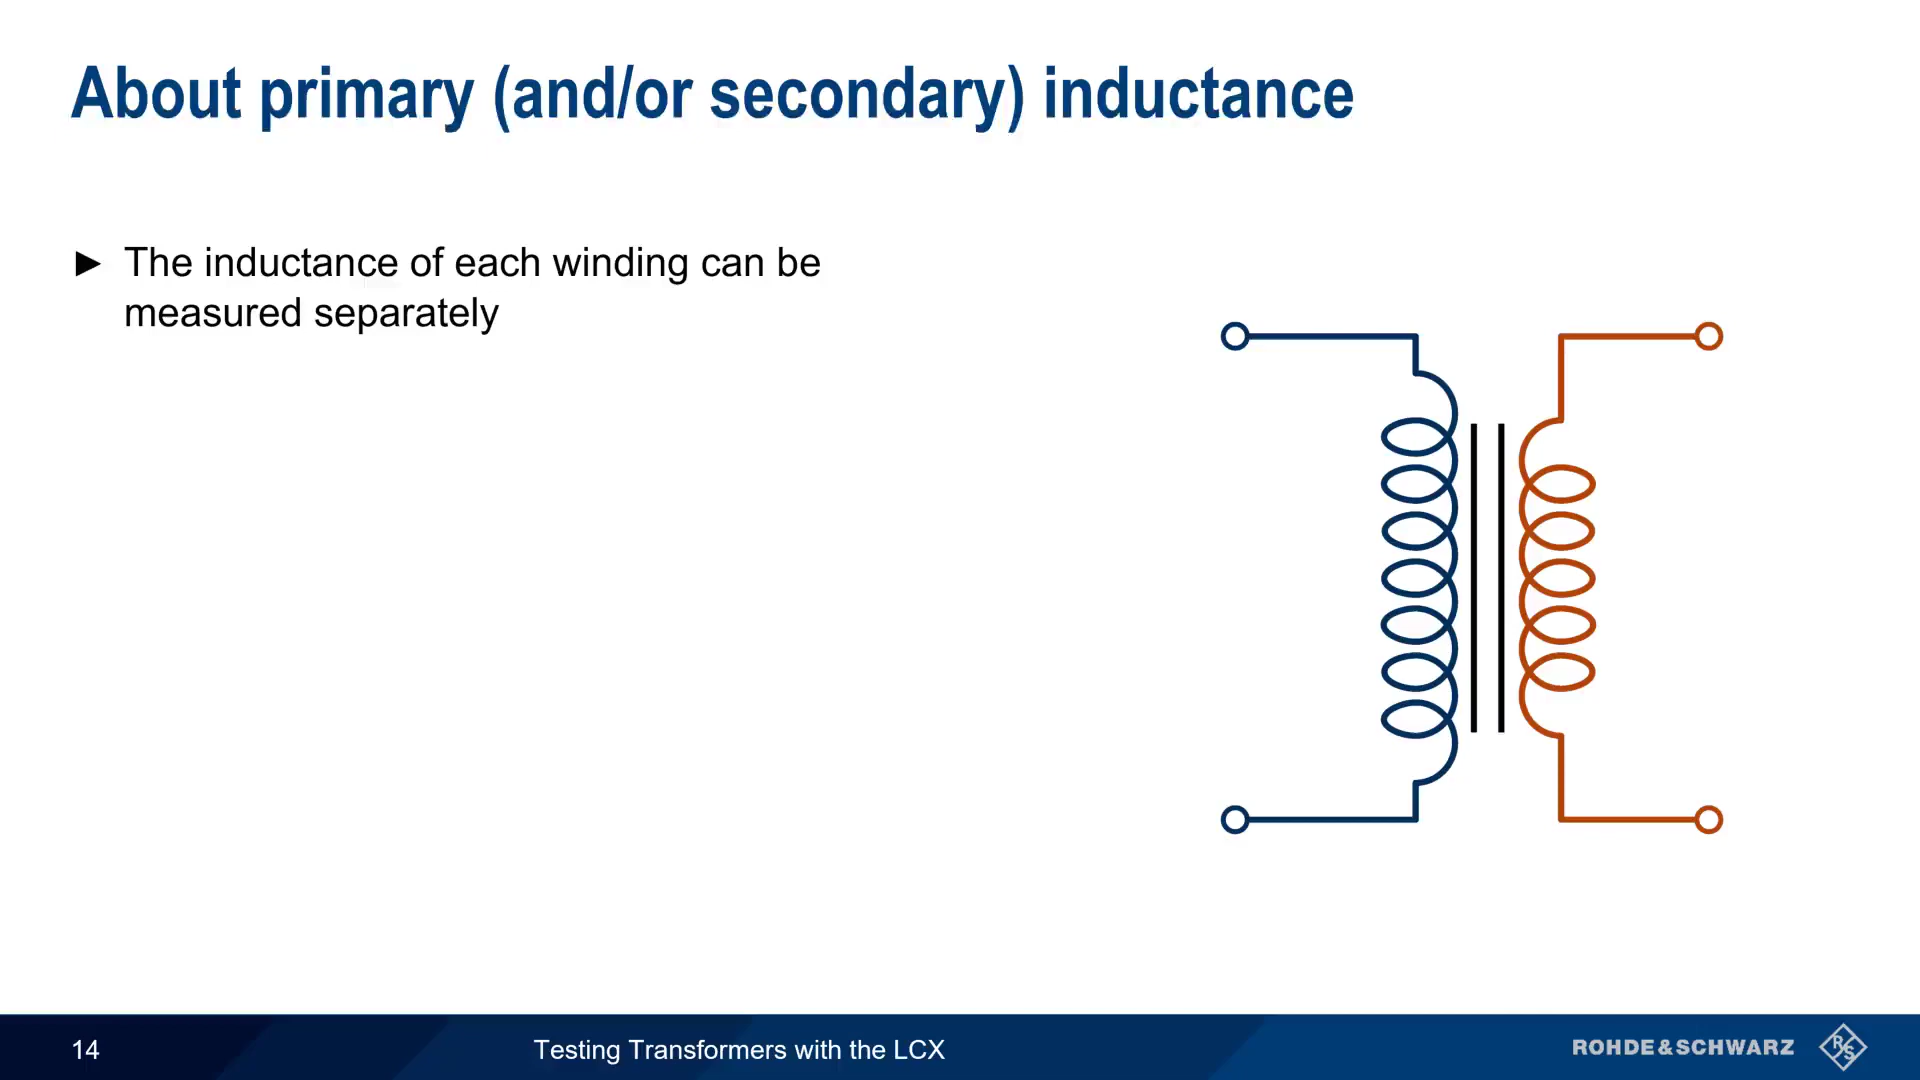 About primary (and/or secondary) inductance
► The inductance of each winding can be
measured separately
14
Testing Transformers with the LCX
ROHDE&SCHWARZ
R&S